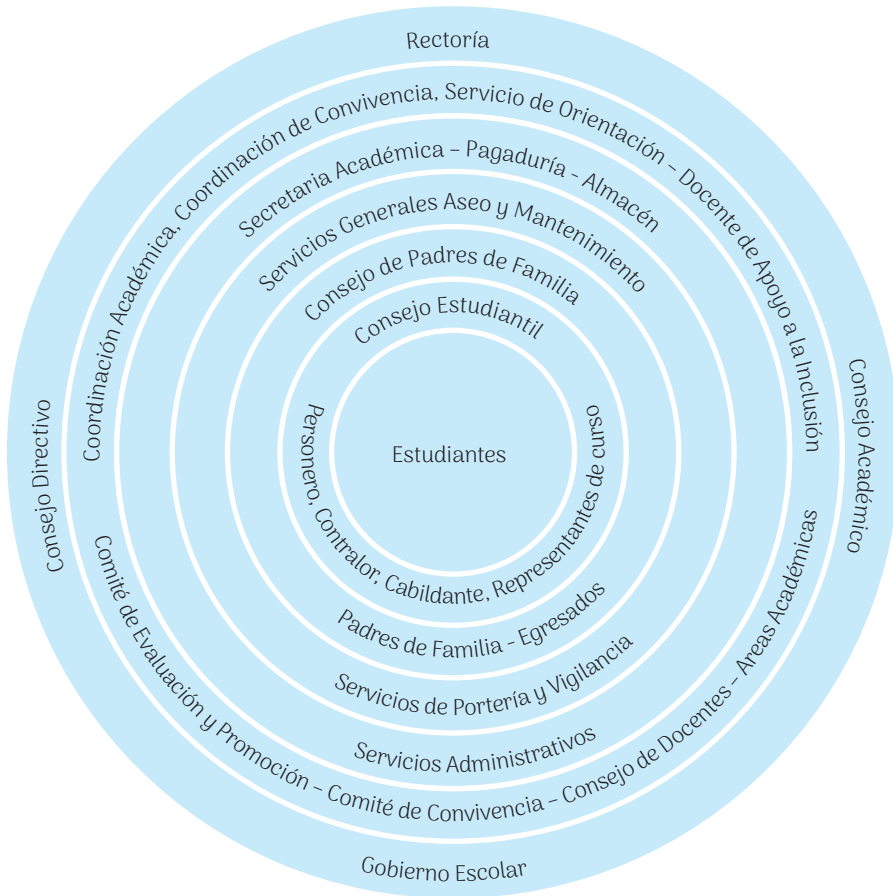 Rectoría
Coordinación Académica, Coordinación de Convivencia, Servicio de Orientación – Docente de Apoyo a la Inclusión
Secretaria Académica – Pagaduría - Almacén
Servicios Generales Aseo y Mantenimiento
Consejo de Padres de Familia
Consejo Estudiantil
Estudiantes
Personero, Contralor, Cabildante, Representantes de curso
Padres de Familia - Egresados
Servicios de Portería y Vigilancia
Servicios Administrativos
Comité de Evaluación y Promoción – Comité de Convivencia – Consejo de Docentes – Areas Académicas
Consejo Directivo
Consejo Académico
Gobierno Escolar